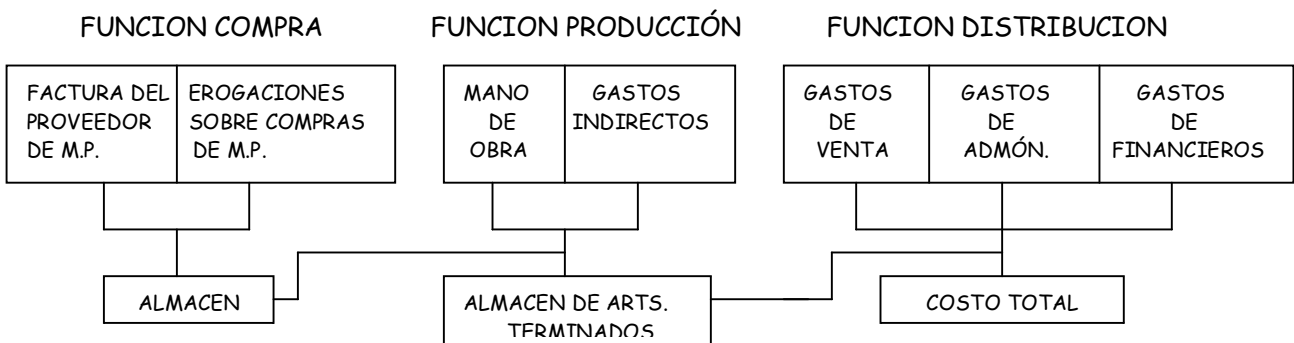 FUNCION COMPRA
FUNCION PRODUCCIÓN
FUNCION DISTRIBUCION
FACTURA DEL
PROVEEDOR
DE M.P.
EROGACIONES
SOBRE COMPRAS
DE M.P.
MANO
DE
OBRA
GASTOS
INDIRECTOS
GASTOS
DE
VENTA
GASTOS
DE
ADMÓN.
GASTOS
DE
FINANCIEROS
ALMACEN
ALMACEN DE ARTS.
TERMINADOS
COSTO TOTAL